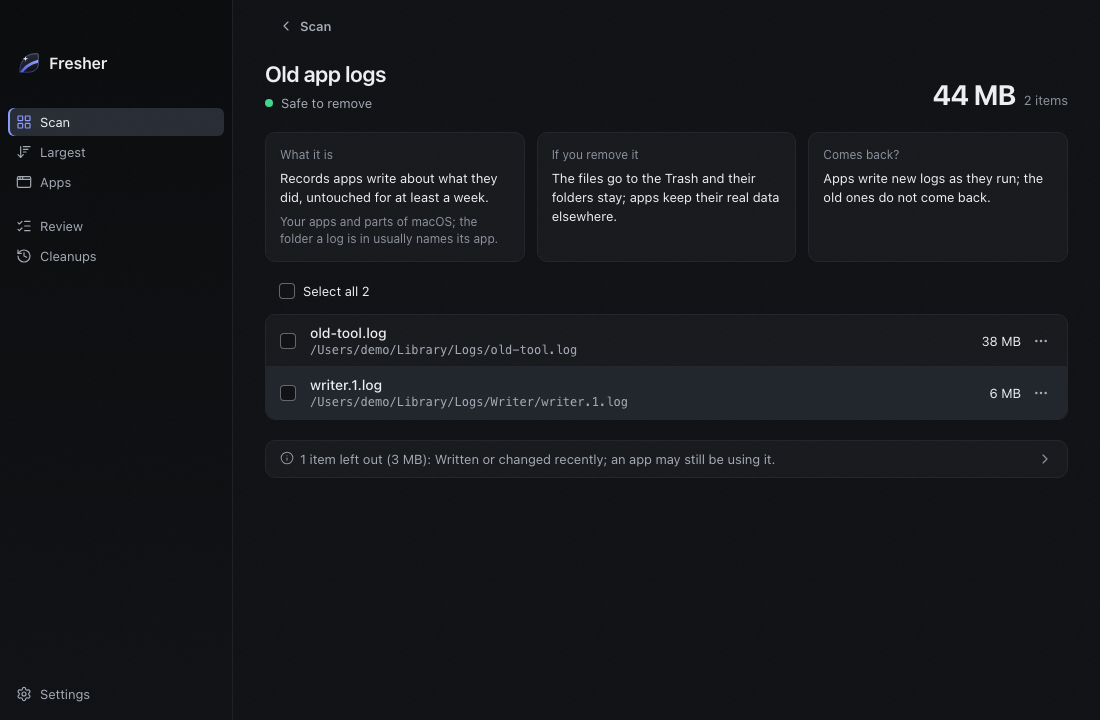 Scan
Fresher
Old app logs
Safe to remove
44 MB 2 items
Scan
Largest
Apps
Review
Cleanups
What it is
Records apps write about what they
did, untouched for at least a week.
Your apps and parts of macOS; the
folder a log is in usually names its app.
If you remove it
The files go to the Trash and their
folders stay; apps keep their real data
elsewhere.
Comes back?
Apps write new logs as they run; the
old ones do not come back.
Select all 2
old-tool.log
/Users/demo/Library/Logs/old-tool.log
38 MB
writer.1.log
/Users/demo/Library/Logs/Writer/writer.1.log
6 MB
1 item left out (3 MB): Written or changed recently; an app may still be using it.
Settings